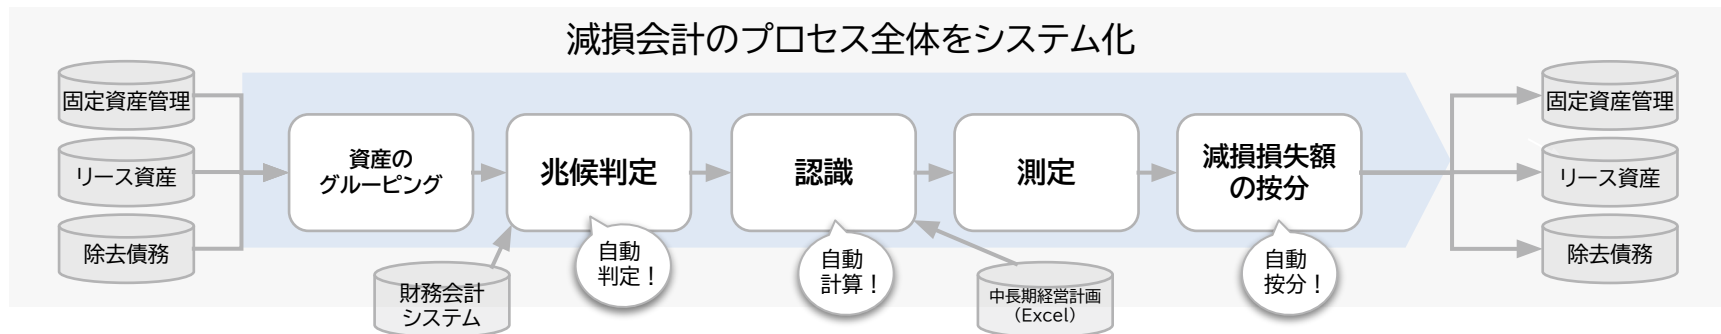 減損会計のプロセス全体をシステム化
固定資産管理
リース資産
除去債務
資産の
グルーピング
兆候判定
自動
判定!
財務会計
システム
認識
自動
計算!
測定
中長期経営計画
(Excel)
減損損失額
の按分
自動
按分!
固定資産管理
リース資産
除去債務